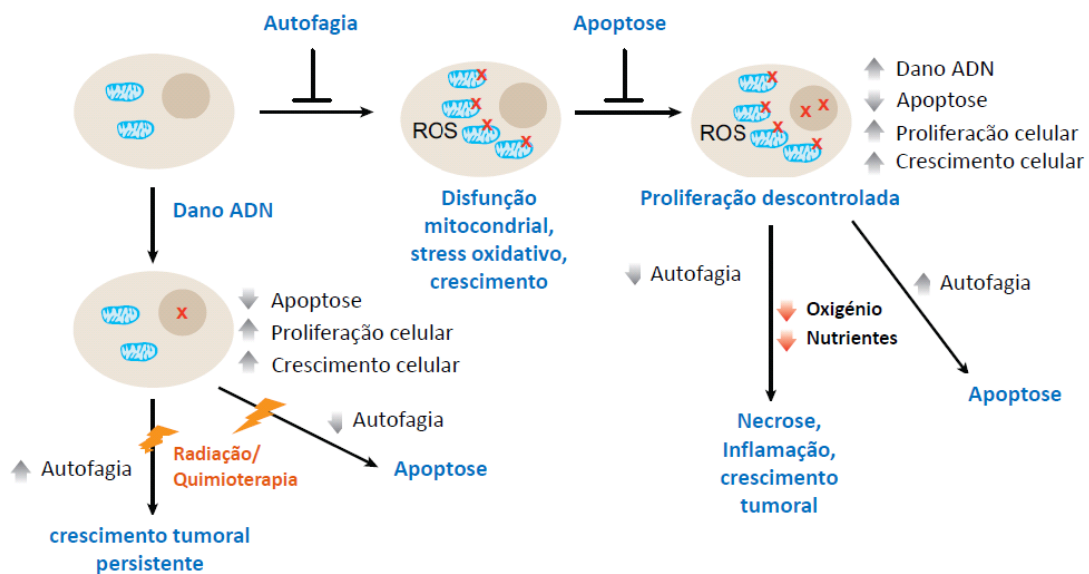 Autofagia
Apoptose
ROS
ROS
Dano ADN
Apoptose
Proliferação celular
Crescimento celular
Dano ADN
Disfunção
mitocondrial,
stress oxidativo,
crescimento
Proliferação descontrolada
Apoptose
Proliferação celular
Crescimento celular
Autofagia
Oxigénio
Nutrientes
Autofagia
Autofagia
Radiação/
Quimioterapia
Autofagia
Apoptose
Necrose,
Inflamação,
crescimento
tumoral
Apoptose
crescimento tumoral
persistente